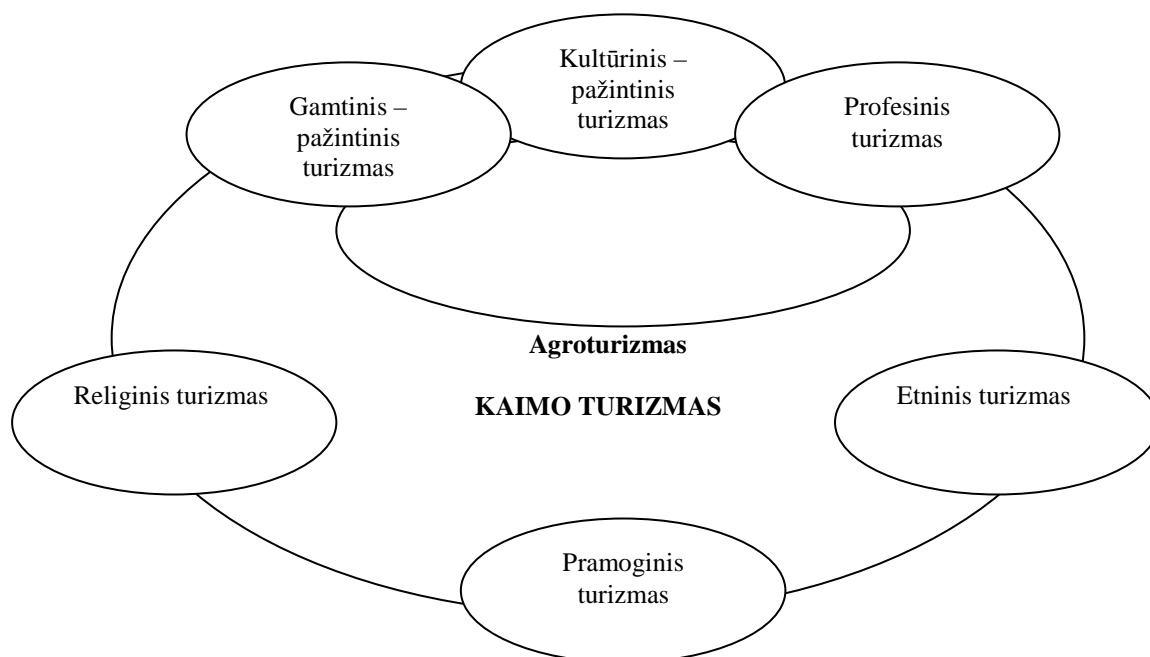 Kultūrinis –
pažintinis
turizmas
Gamtinis –
pažintinis
turizmas
Profesinis
turizmas
Agroturizmas
Religinis turizmas
KAIMO TURIZMAS
Etninis turizmas
Pramoginis
turizmas